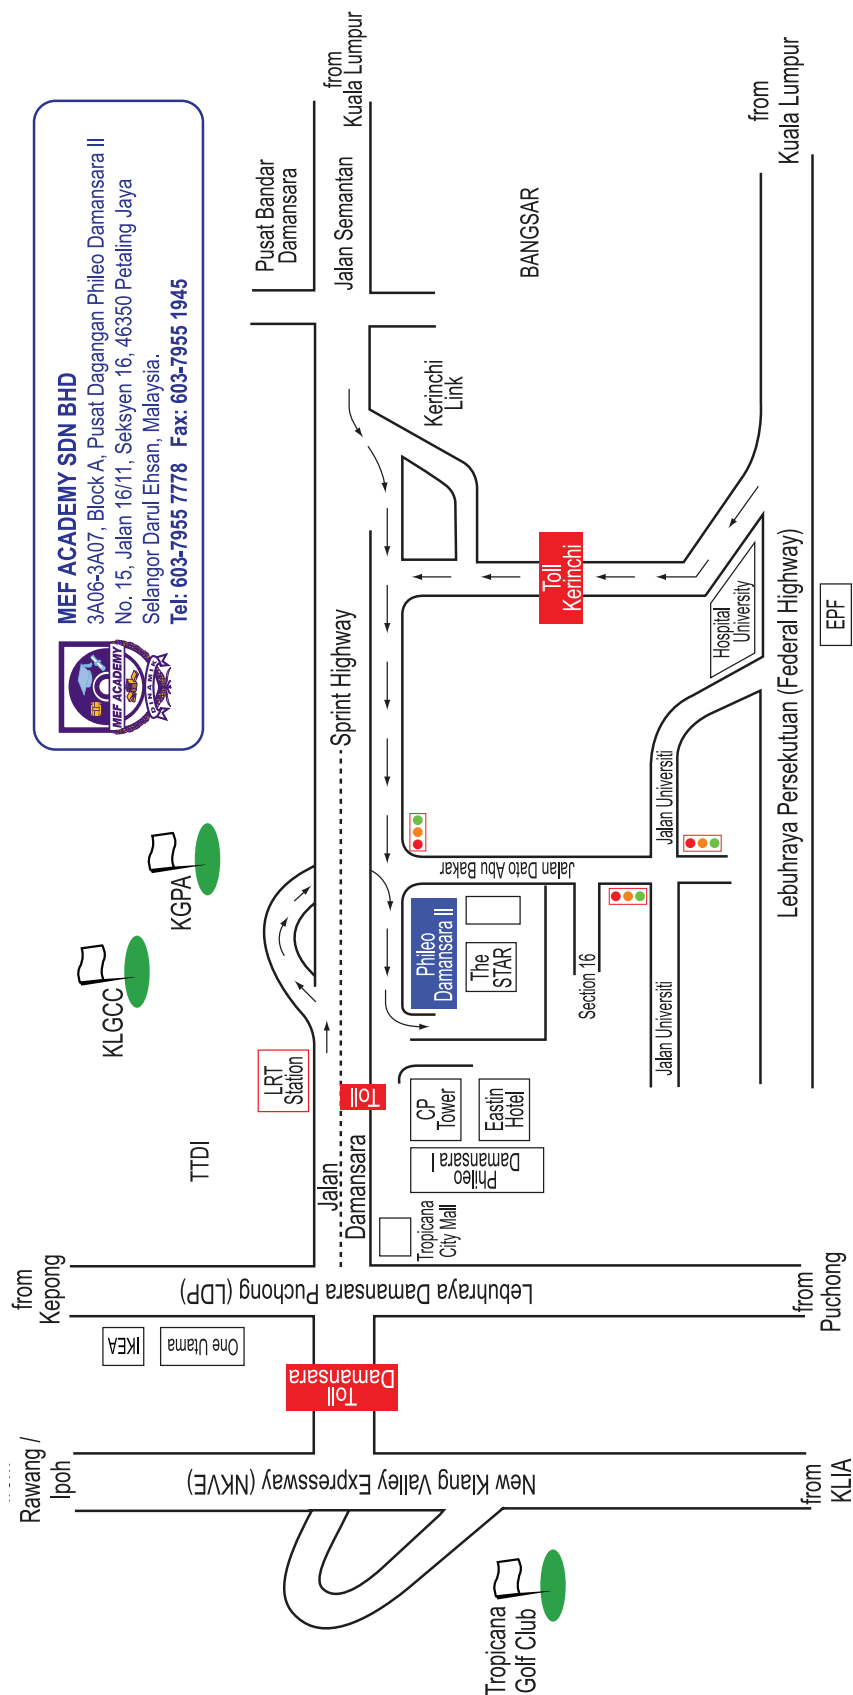 MEF ACADEMY SDN BHD
3A06-3A07, Block A, Pusat Dagangan Phileo Damansara II
No. 15, Jalan 16/11, Seksyen 16, 46350 Petaling Jaya
Selangor Darul Ehsan, Malaysia.
Tel: 603-7955 7778 Fax: 603-7955 1945
MEF ACADEMY
DINAMIK
Rawang /
Ipoh
IKEA
One Utama
from
Kepong
TTDI
KLGCC
KGPA
LRT
Station
Pusat Bandar
Damansara
from
Kuala Lumpur
Jalan Semantan
Sprint Highway
Jalan
Damansara
Toll
Toll
Damansara
New Klang Valley Expressway (NKVE)
Lebuhraya Damansara Puchong (LDP)
Tropicana
City Mall
Phileo
Damansara I
CP
Tower
Eastin
Hotel
Phileo
Damansara II
The
STAR
Jalan Dato Abu Bakar
Section 16
Jalan Universiti
Jalan Universiti
Kerinchi
Link
BANGSAR
Toll
Kerinchi
Hospital
University
from
Kuala Lumpur
Lebuhraya Persekutuan (Federal Highway)
EPF
from
Puchong
from
KLIA
Tropicana
Golf Club